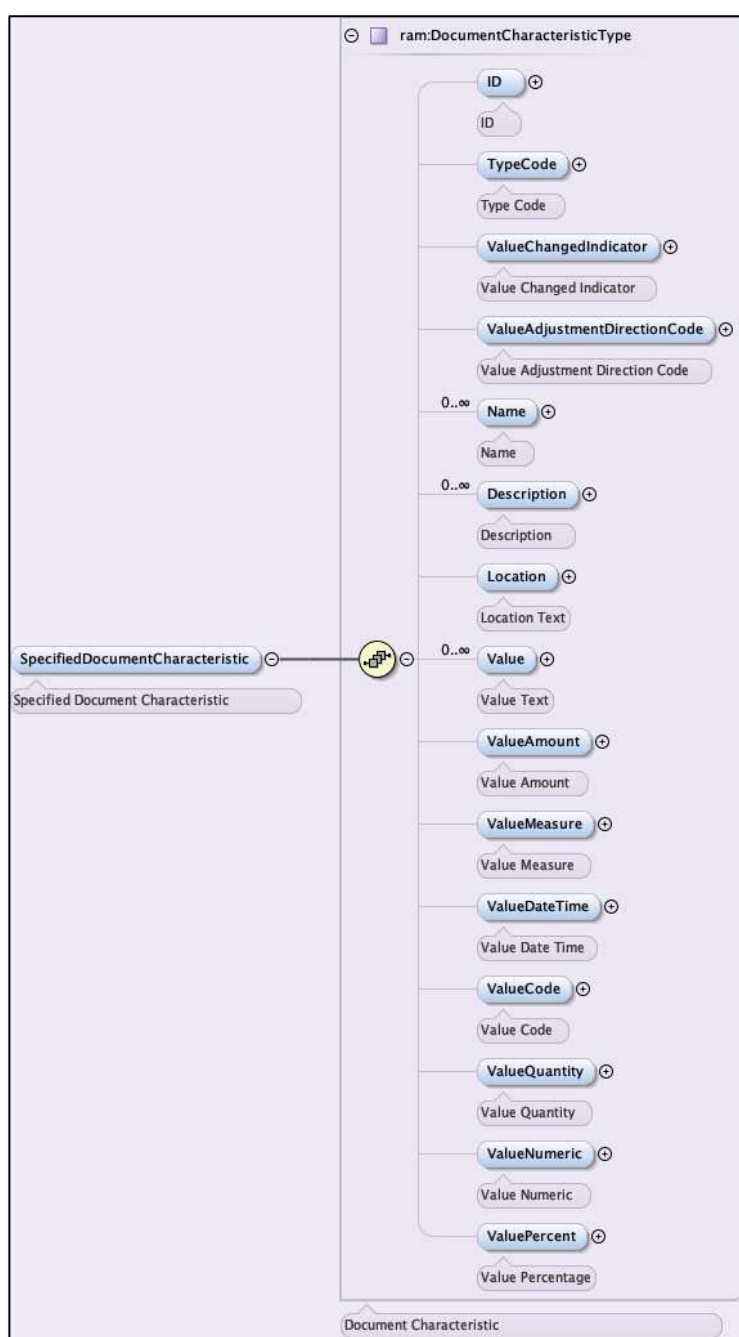 ram:DocumentCharacteristicType
ID
ID
TypeCode
Type Code
ValueChangedIndicator
Value Changed Indicator
ValueAdjustmentDirectionCode
Value Adjustment Direction Code
0..∞
Name
Name
0..∞
Description
Description
Location
Location Text
SpecifiedDocumentCharacteristic
Specified Document Characteristic
0..∞
Value
Value Text
ValueAmount
Value Amount
ValueMeasure
Value Measure
ValueDateTime
Value Date Time
ValueCode
Value Code
ValueQuantity
Value Quantity
ValueNumeric
Value Numeric
ValuePercent
Value Percentage
Document Characteristic